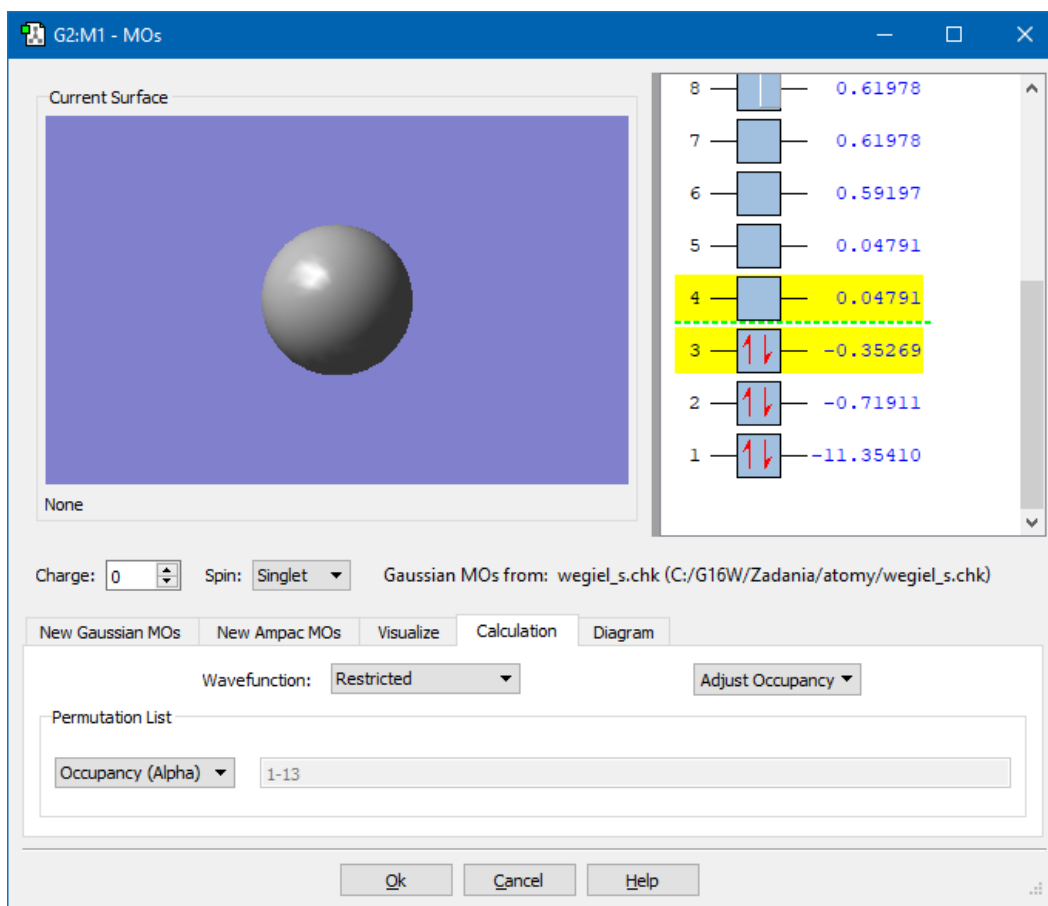 G2:M1 - MOs
Current Surface
None
8 0.61978
7 0.61978
6 0.59197
5 0.04791
4 0.04791
3 -0.35269
2 -0.71911
1 -11.35410
Charge: 0 Spin: Singlet Gaussian MOs from: wegiel_s.chk (C:/G16W/Zadania/atomy/wegiel_s.chk)
New Gaussian MOs New Ampac MOs Visualize Calculation Diagram
Wavefunction: Restricted Adjust Occupancy
Permutation List
Occupancy (Alpha) 1-13
Ok Cancel Help